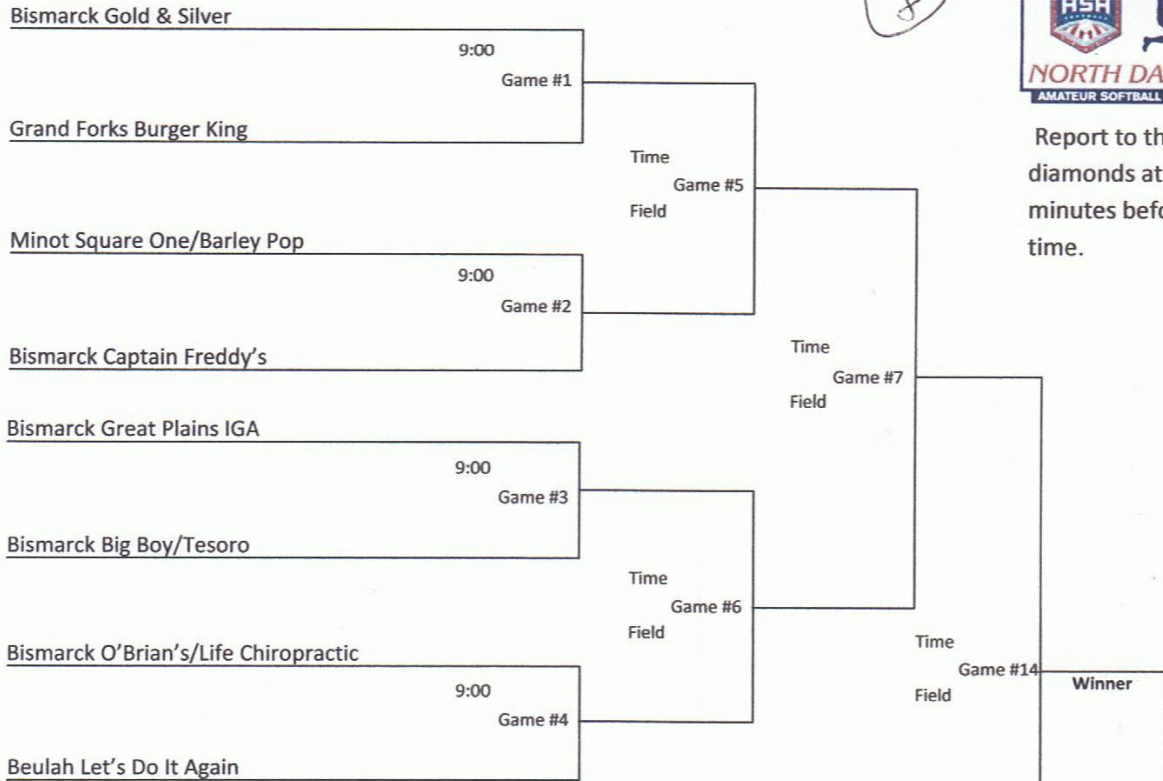 Bismarck Gold & Silver
9:00
Game #1
Grand Forks Burger King
Time
Game #5
Field
Minot Square One/Barley Pop
9:00
Game #2
Bismarck Captain Freddy's
Time
Game #7
Field
Bismarck Great Plains IGA
9:00
Game #3
Bismarck Big Boy/Tesoro
Time
Game #6
Field
Bismarck O'Brian's/Life Chiropractic
9:00
Game #4
Beulah Let's Do It Again
Time
Game #14
Field
Winner
ASA
NORTH DA
AMATEUR SOFTBALL
Report to th
diamonds at
minutes befo
time.